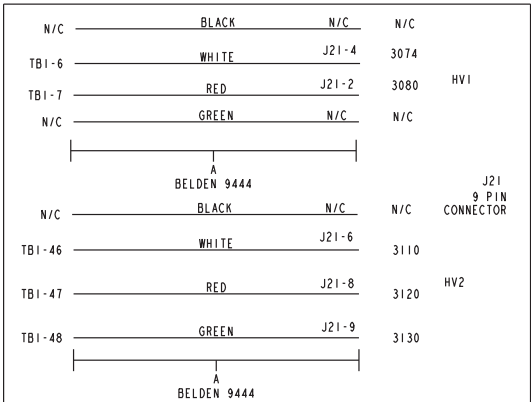 N/C BLACK N/C N/C
TB1-6 WHITE J21-4 3074
TB1-7 RED J21-2 3080 HV1
N/C GREEN N/C N/C
A
BELDEN 9444
J21
9 PIN
CONNECTOR
N/C BLACK N/C N/C
TB1-46 WHITE J21-6 3110
TB1-47 RED J21-8 3120 HV2
TB1-48 GREEN J21-9 3130
A
BELDEN 9444